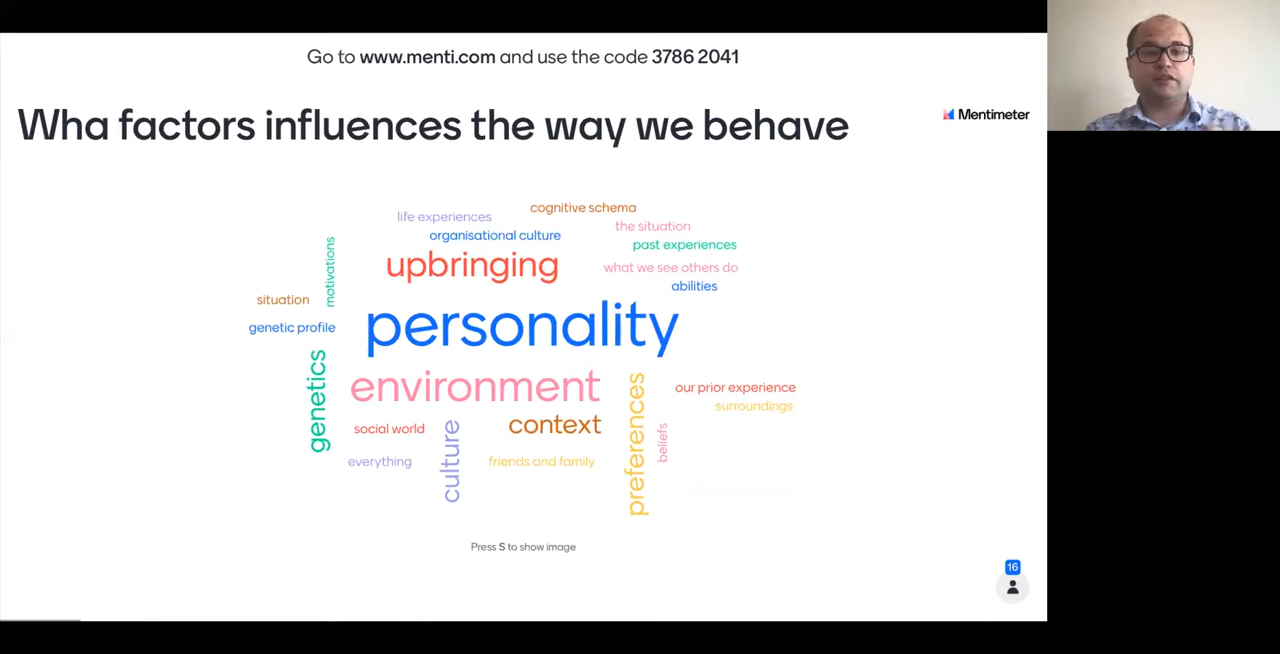 Go to www.menti.com and use the code 3786 2041
Wha factors influences the way we behave
Mentimeter
cognitive schema
life experiences
the situation
organisational culture
past experiences
motivations
upbringing
what we see others do
abilities
situation
personality
genetic profile
genetics
environment
preferences
our prior experience
surroundings
social world
culture
context
beliefs
everything
friends and family
Press S to show image
16